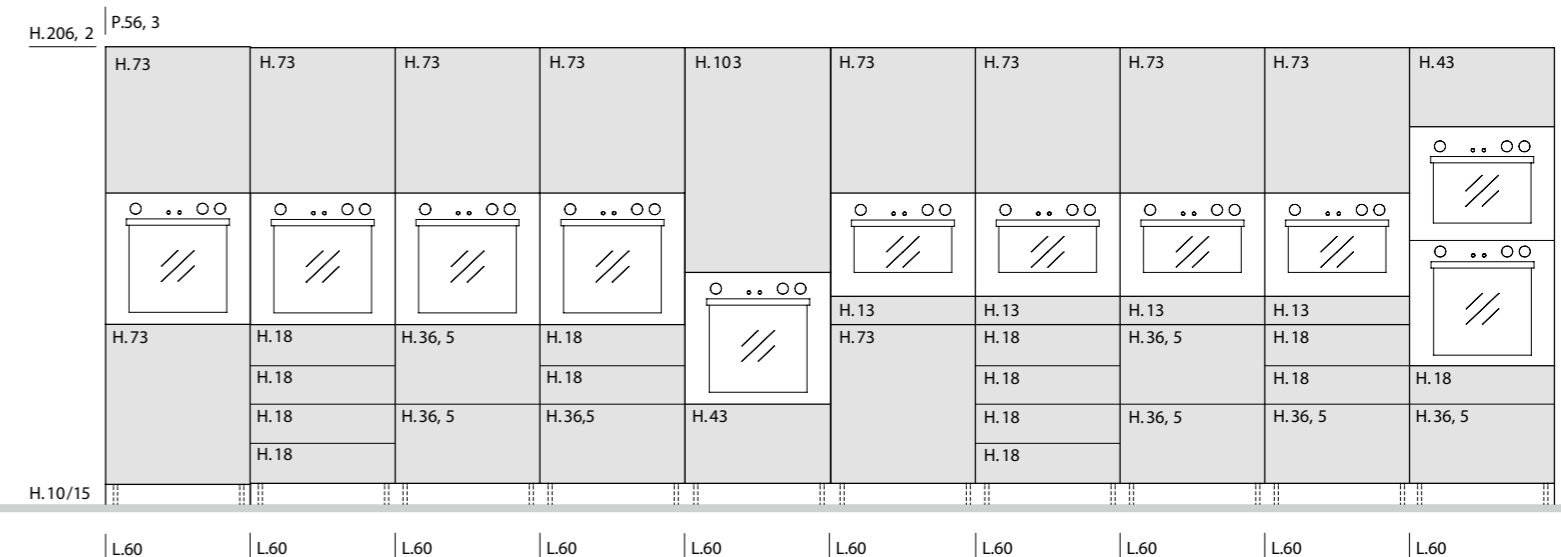 P.56, 3
H.206, 2
H.73 H.73 H.73 H.73 H.103 H.73 H.73 H.73 H.73 H.43
H.13 H.13 H.13 H.13
H.73 H.18 H.36, 5 H.18 H.73 H.18 H.36, 5 H.18
H.18 H.18 H.18 H.18 H.18
H.18 H.36, 5 H.36,5 H.43 H.18 H.36, 5 H.36, 5 H.36, 5
H.18 H.18
H.10/15
L.60 L.60 L.60 L.60 L.60 L.60 L.60 L.60 L.60 L.60